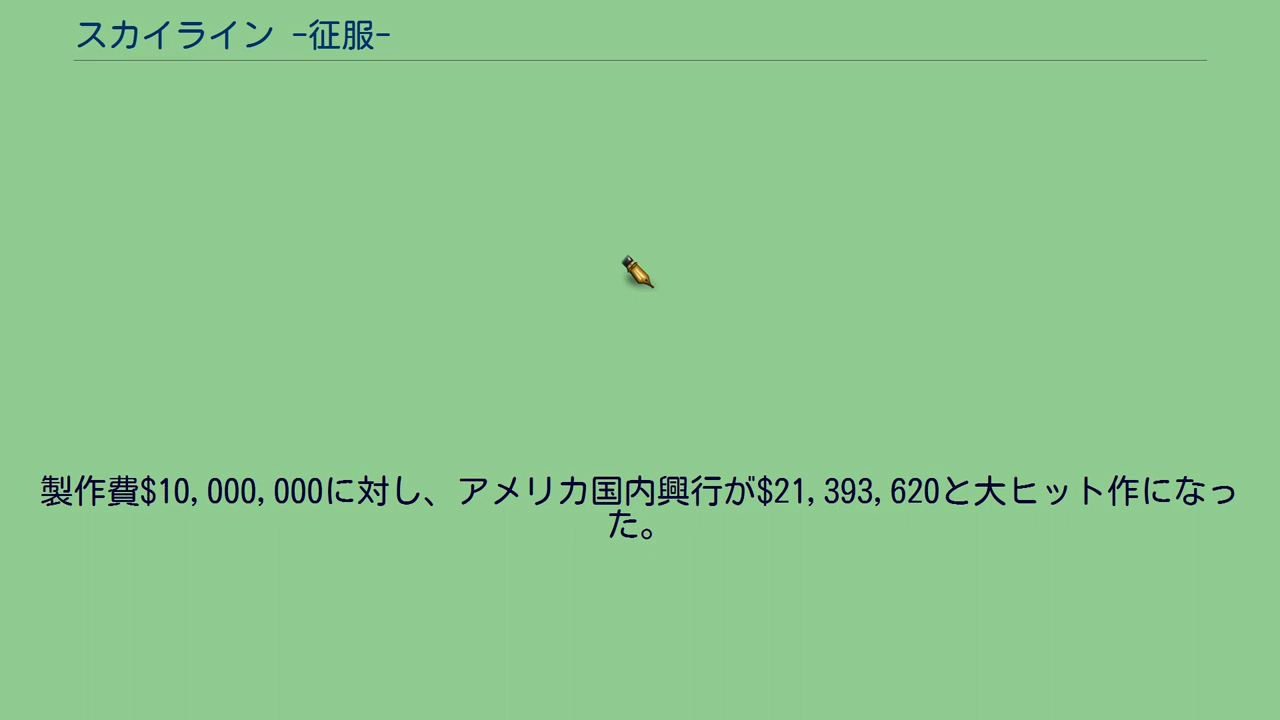 スカイライン -征服-
製作費$10,000,000に対し、アメリカ国内興行が$21,393,620と大ヒット作になっ
た。